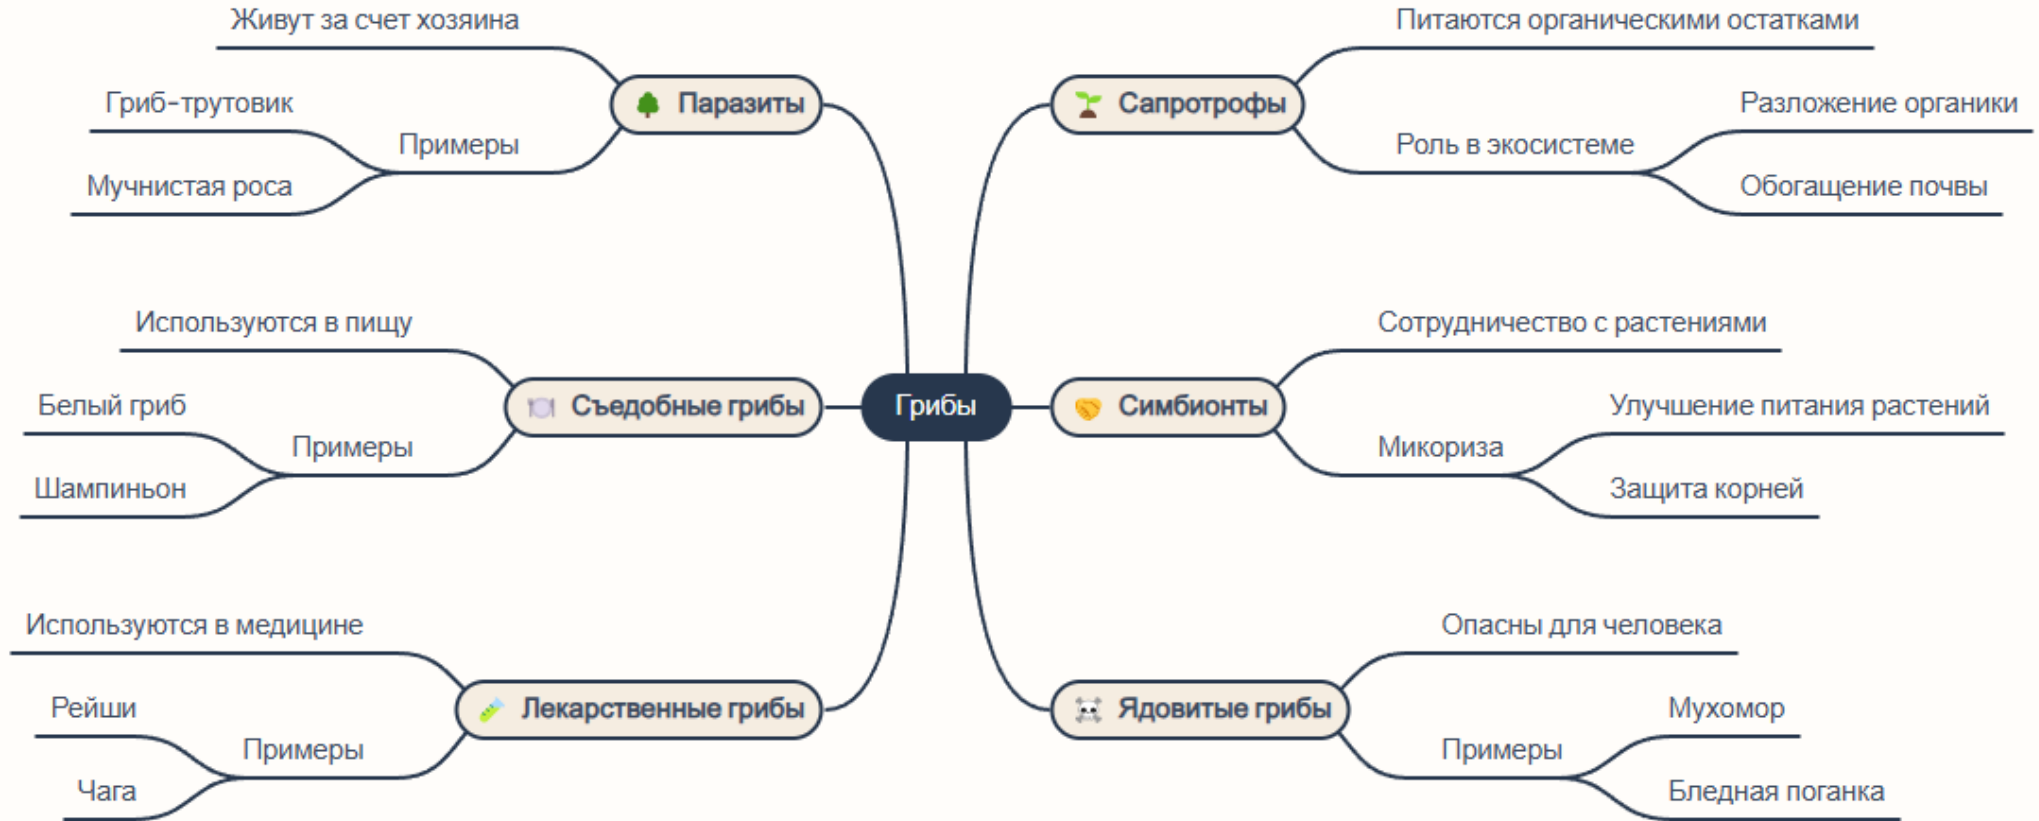 Грибы
Сапротрофы
Питаются органическими остатками
Роль в экосистеме
Разложение органики
Обогащение почвы
Симбионты
Сотрудничество с растениями
Микориза
Улучшение питания растений
Защита корней
Ядовитые грибы
Опасны для человека
Примеры
Мухомор
Бледная поганка
Паразиты
Живут за счет хозяина
Примеры
Гриб-трутовик
Мучнистая роса
Съедобные грибы
Используются в пищу
Примеры
Белый гриб
Шампиньон
Лекарственные грибы
Используются в медицине
Примеры
Рейши
Чага